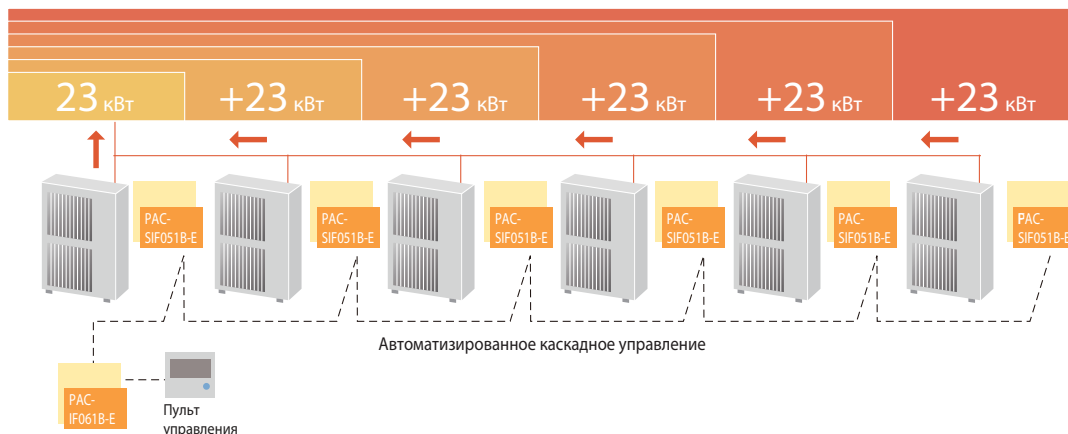 23 кВт
+23 кВт
+23 кВт
+23 кВт
+23 кВт
+23 кВт
PAC-
SIF051B-E
PAC-
SIF051B-E
PAC-
SIF051B-E
PAC-
SIF051B-E
PAC-
SIF051B-E
PAC-
SIF051B-E
Автоматизированное каскадное управление
PAC-
IF061B-E
Пульт
управления